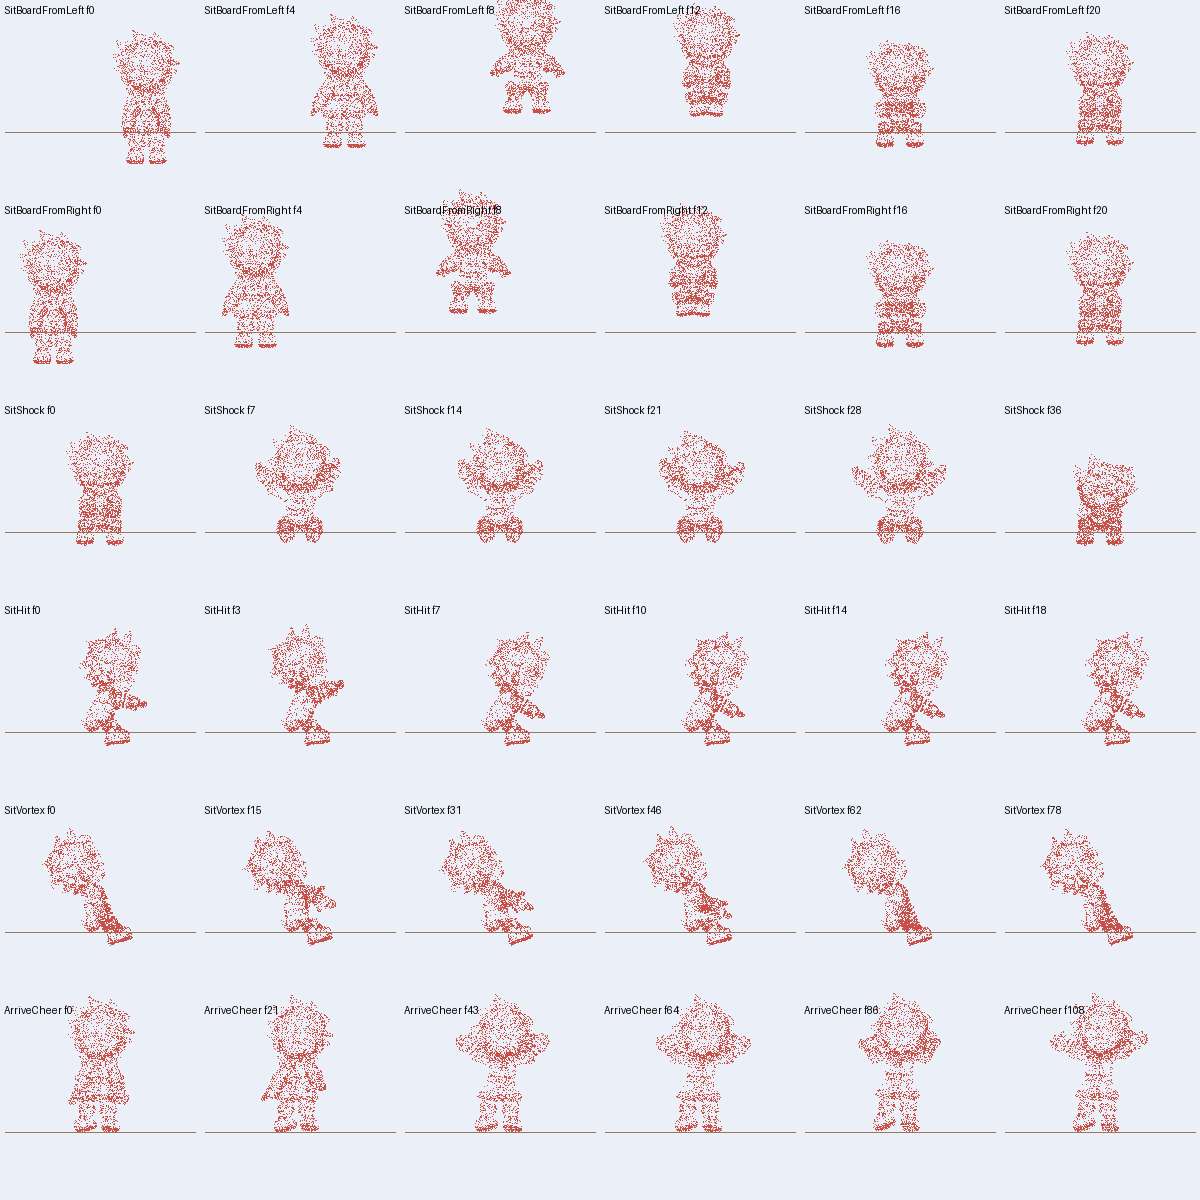 SitBoardFromLeft f0
SitBoardFromLeft f4
SitBoardFromLeft f8
SitBoardFromLeft f12
SitBoardFromLeft f16
SitBoardFromLeft f20
SitBoardFromRight f0
SitBoardFromRight f4
SitBoardFromRight f8
SitBoardFromRight f12
SitBoardFromRight f16
SitBoardFromRight f20
SitShock f0
SitShock f7
SitShock f14
SitShock f21
SitShock f28
SitShock f36
SitHit f0
SitHit f3
SitHit f7
SitHit f10
SitHit f14
SitHit f18
SitVortex f0
SitVortex f15
SitVortex f31
SitVortex f46
SitVortex f62
SitVortex f78
ArriveCheer f0
ArriveCheer f21
ArriveCheer f43
ArriveCheer f64
ArriveCheer f86
ArriveCheer f108